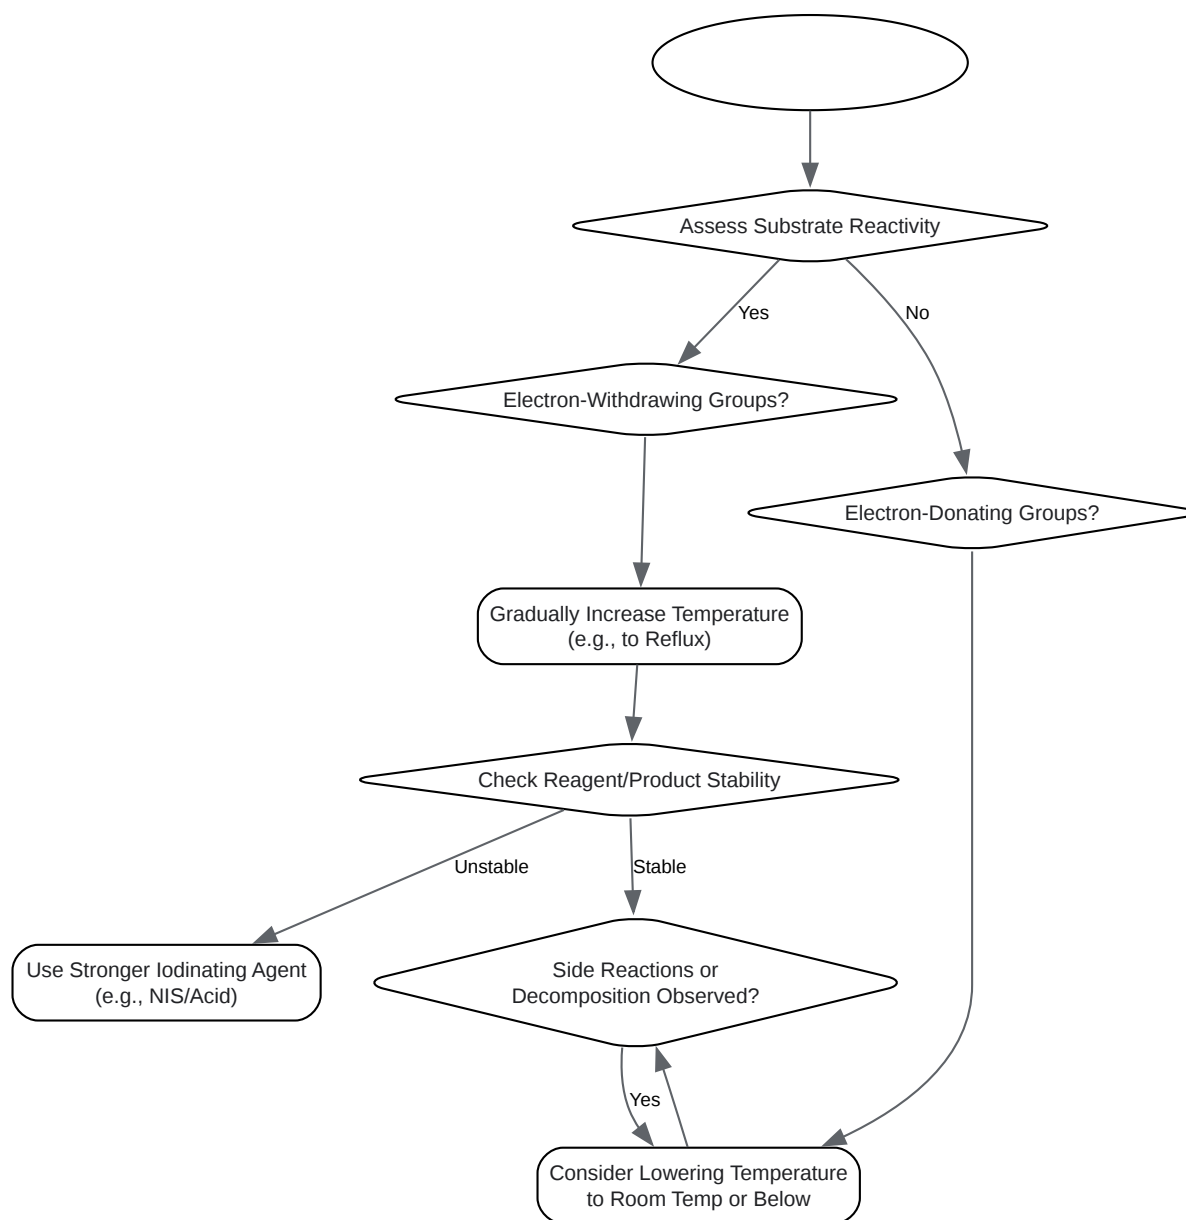 Assess Substrate Reactivity
Yes
No
Electron-Withdrawing Groups?
Electron-Donating Groups?
Gradually Increase Temperature
(e.g., to Reflux)
Check Reagent/Product Stability
Unstable
Stable
Use Stronger Iodinating Agent
(e.g., NIS/Acid)
Side Reactions or
Decomposition Observed?
Yes
Consider Lowering Temperature
to Room Temp or Below